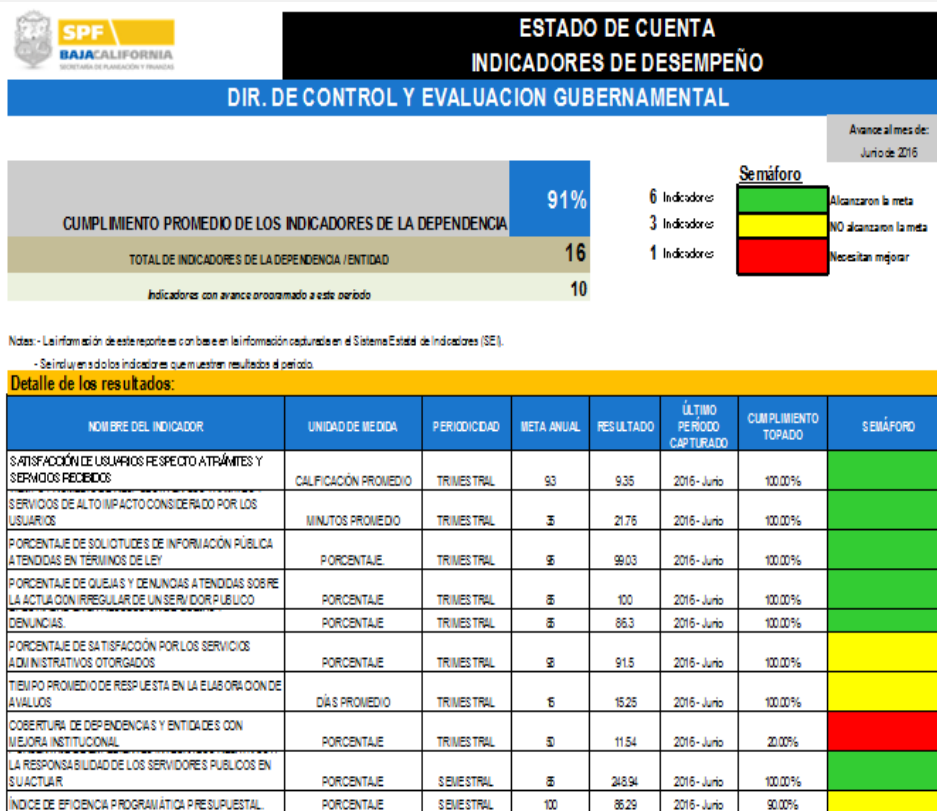 SPF
BAJACALIFORNIA
SECRETARÍA DE PLANEACIÓN Y FINANZAS
ESTADO DE CUENTA
INDICADORES DE DESEMPEÑO
DIR. DE CONTROL Y EVALUACION GUBERNAMENTAL
Avance al mes de:
Junio de 2016
Semáforo
CUMPLIMIENTO PROMEDIO DE LOS INDICADORES DE LA DEPENDENCIA 91%
6 Indicadores Alcanzaron la meta
3 Indicadores NO alcanzaron la meta
1 Indicadores Necesitan mejorar
TOTAL DE INDICADORES DE LA DEPENDENCIA / ENTIDAD 16
Indicadores con avance programado a este periodo 10
Notas: - La información de este reporte es con base en la información capturada en el Sistema Estatal de Indicadores (SEI).
- Se incluyen sólo los indicadores que muestran resultados al periodo.
Detalle de los resultados:
NOMBRE DEL INDICADOR UNIDAD DE MEDIDA PERIODICIDAD META ANUAL RESULTADO ÚLTIMO PERÍODO CAPTURADO CUMPLIMIENTO TOPADO SEMÁFORO
SATISFACCIÓN DE USUARIOS RESPECTO A TRÁMITES Y
SERVICIOS RECIBIDOS CALIFICACIÓN PROMEDIO TRIMESTRAL 9.3 9.35 2016 - Junio 100.00%
SERVICIOS DE ALTO IMPACTO CONSIDERADO POR LOS
USUARIOS MINUTOS PROMEDIO TRIMESTRAL 35 21.76 2016 - Junio 100.00%
PORCENTAJE DE SOLICITUDES DE INFORMACIÓN PÚBLICA
ATENDIDAS EN TÉRMINOS DE LEY PORCENTAJE. TRIMESTRAL 95 99.03 2016 - Junio 100.00%
PORCENTAJE DE QUEJAS Y DENUNCIAS ATENDIDAS SOBRE
LA ACTUACION IRREGULAR DE UN SERVIDOR PUBLICO PORCENTAJE TRIMESTRAL 85 100 2016 - Junio 100.00%
DENUNCIAS. PORCENTAJE TRIMESTRAL 85 86.3 2016 - Junio 100.00%
PORCENTAJE DE SATISFACCIÓN POR LOS SERVICIOS
ADMINISTRATIVOS OTORGADOS PORCENTAJE TRIMESTRAL 91.5 2016 - Junio 100.00%
TIEMPO PROMEDIO DE RESPUESTA EN LA ELABORACION DE
AVALUOS DÍAS PROMEDIO TRIMESTRAL 15 15.25 2016 - Junio 100.00%
COBERTURA DE DEPENDENCIAS Y ENTIDADES CON
MEJORA INSTITUCIONAL PORCENTAJE TRIMESTRAL 50 11.54 2016 - Junio 20.00%
LA RESPONSABILIDAD DE LOS SERVIDORES PUBLICOS EN
SU ACTUAR PORCENTAJE SEMESTRAL 85 248.94 2016 - Junio 100.00%
ÍNDICE DE EFICIENCIA PROGRAMÁTICA PRESUPUESTAL. PORCENTAJE SEMESTRAL 100 86.29 2016 - Junio 90.00%